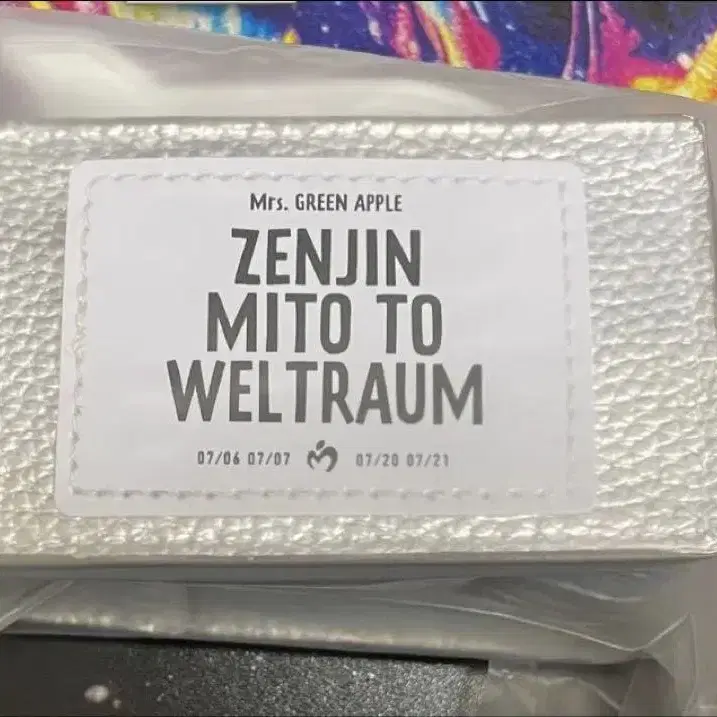 Mrs. GREEN APPLE
ZENJIN
MITO TO
WELTRAUM
07/06 07/07 07/20 07/21